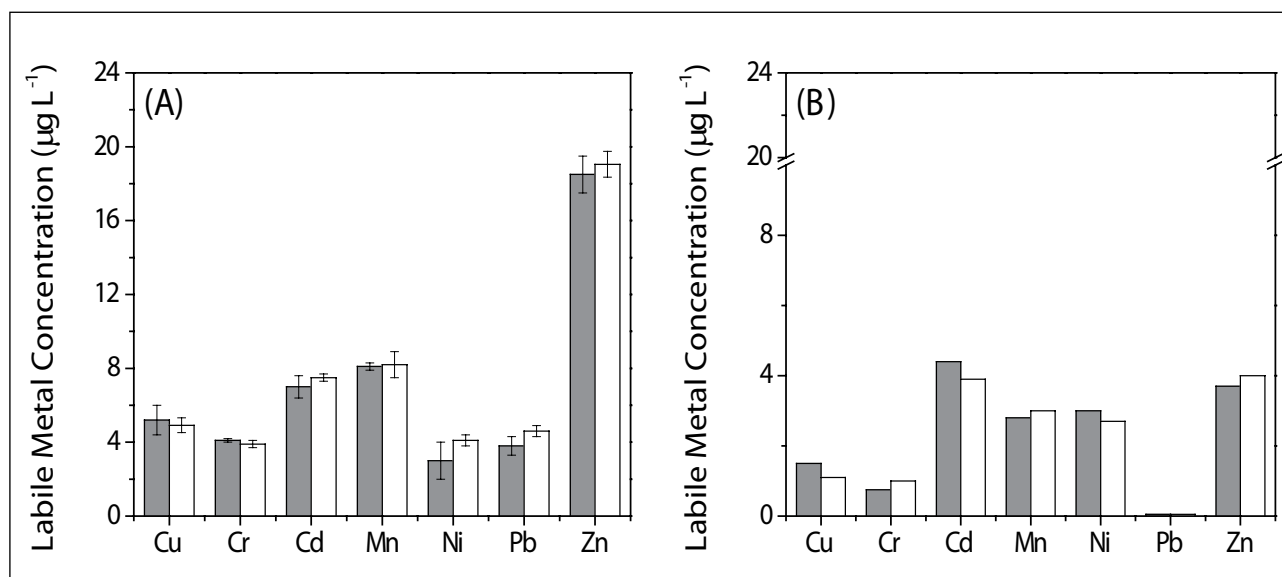 Labile Metal Concentration (µg L⁻¹)
(A)
24
20
16
12
8
4
0
Cu Cr Cd Mn Ni Pb Zn
Labile Metal Concentration (µg L⁻¹)
(B)
24
20
8
4
0
Cu Cr Cd Mn Ni Pb Zn